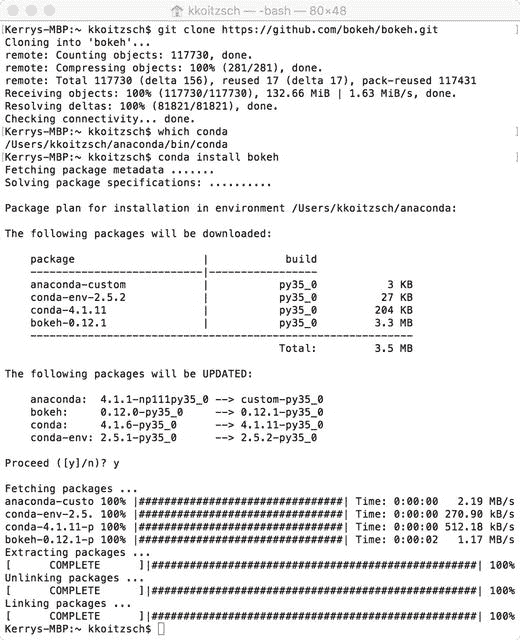 kkoitzsch — -bash — 80×48
Kerrys-MBP:~ kkoitzsch$ git clone https://github.com/bokeh/bokeh.git
Cloning into 'bokeh'...
remote: Counting objects: 117730, done.
remote: Compressing objects: 100% (281/281), done.
remote: Total 117730 (delta 156), reused 17 (delta 17), pack-reused 117431
Receiving objects: 100% (117730/117730), 132.66 MiB | 1.63 MiB/s, done.
Resolving deltas: 100% (81821/81821), done.
Checking connectivity... done.
Kerrys-MBP:~ kkoitzsch$ which conda
/Users/kkoitzsch/anaconda/bin/conda
Kerrys-MBP:~ kkoitzsch$ conda install bokeh
Fetching package metadata .......
Solving package specifications: ..........

Package plan for installation in environment /Users/kkoitzsch/anaconda:

The following packages will be downloaded:

    package                    |            build
    ---------------------------|-----------------
    anaconda-custom            |           py35_0           3 KB
    conda-env-2.5.2            |           py35_0          27 KB
    conda-4.1.11               |           py35_0         204 KB
    bokeh-0.12.1               |           py35_0         3.3 MB
    ------------------------------------------------------------
                                           Total:         3.5 MB

The following packages will be UPDATED:

    anaconda:  4.1.1-np111py35_0 --> custom-py35_0
    bokeh:     0.12.0-py35_0     --> 0.12.1-py35_0
    conda:     4.1.6-py35_0      --> 4.1.11-py35_0
    conda-env: 2.5.1-py35_0      --> 2.5.2-py35_0

Proceed ([y]/n)? y

Fetching packages ...
anaconda-custo 100% |################################| Time: 0:00:00   2.19 MB/s
conda-env-2.5. 100% |################################| Time: 0:00:00 270.90 kB/s
conda-4.1.11-p 100% |################################| Time: 0:00:00 512.18 kB/s
bokeh-0.12.1-p 100% |################################| Time: 0:00:02   1.17 MB/s
Extracting packages ...
[      COMPLETE      ]|###################################################| 100%
Unlinking packages ...
[      COMPLETE      ]|###################################################| 100%
Linking packages ...
[      COMPLETE      ]|###################################################| 100%
Kerrys-MBP:~ kkoitzsch$